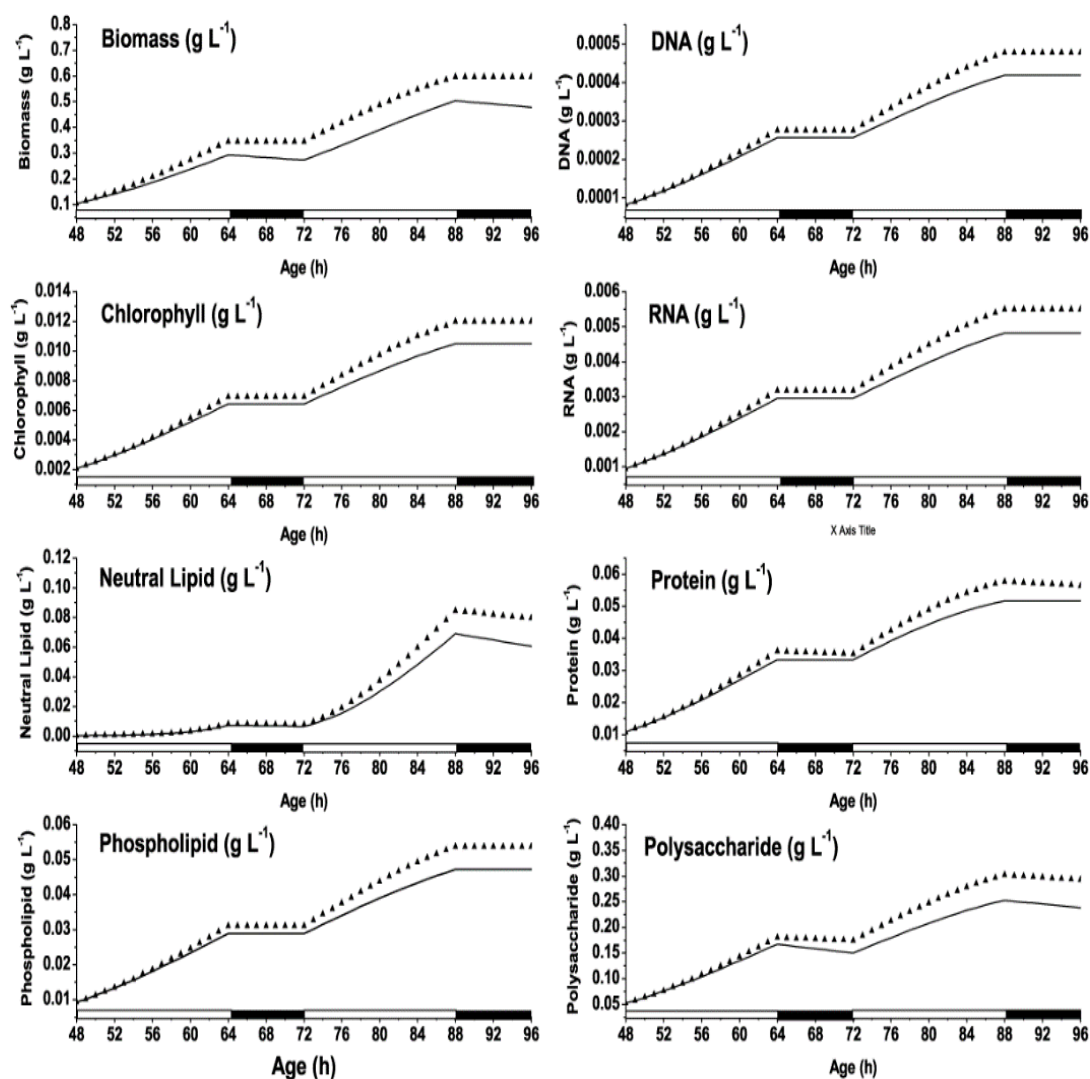 Biomass (g L-1)
Biomass (g L-1)
0.8
0.7
0.6
0.5
0.4
0.3
0.2
0.1
48 52 56 60 64 68 72 76 80 84 88 92 96
Age (h)
DNA (g L-1)
DNA (g L-1)
0.0005
0.0004
0.0003
0.0002
0.0001
48 52 56 60 64 68 72 76 80 84 88 92 96
Age (h)
Chlorophyll (g L-1)
Chlorophyll (g L-1)
0.014
0.012
0.010
0.008
0.006
0.004
0.002
48 52 56 60 64 68 72 76 80 84 88 92 96
Age (h)
RNA (g L-1)
RNA (g L-1)
0.006
0.005
0.004
0.003
0.002
0.001
48 52 56 60 64 68 72 76 80 84 88 92 96
X Axis Title
Neutral Lipid (g L-1)
Neutral Lipid (g L-1)
0.12
0.10
0.08
0.06
0.04
0.02
0.00
48 52 56 60 64 68 72 76 80 84 88 92 96
Age (h)
Protein (g L-1)
Protein (g L-1)
0.06
0.05
0.04
0.03
0.02
0.01
48 52 56 60 64 68 72 76 80 84 88 92 96
Age (h)
Phospholipid (g L-1)
Phospholipid (g L-1)
0.06
0.05
0.04
0.03
0.02
0.01
48 52 56 60 64 68 72 76 80 84 88 92 96
Age (h)
Polysaccharide (g L-1)
Polysaccharide (g L-1)
0.40
0.35
0.30
0.25
0.20
0.15
0.10
0.05
48 52 56 60 64 68 72 76 80 84 88 92 96
Age (h)